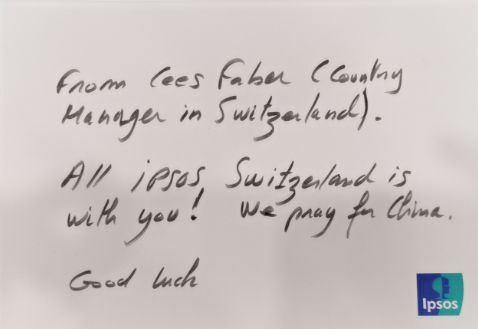 From Cees Faber (Country
Manager in Switzerland).
All ipsos Switzerland is
with you! We pray for China.
Good luck
Ipsos